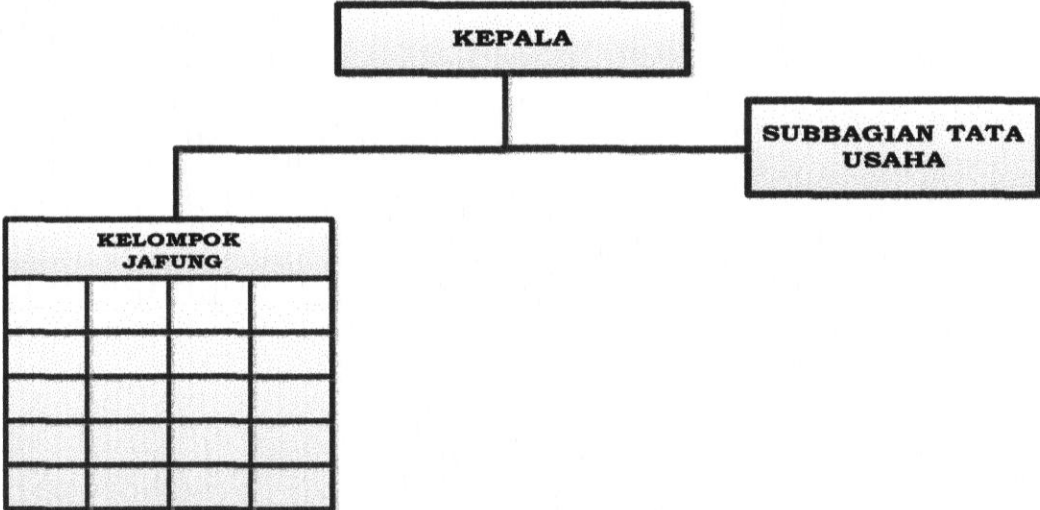 KEPALA
SUBBAGIAN TATA
USAHA
KELOMPOK
JAFUNG